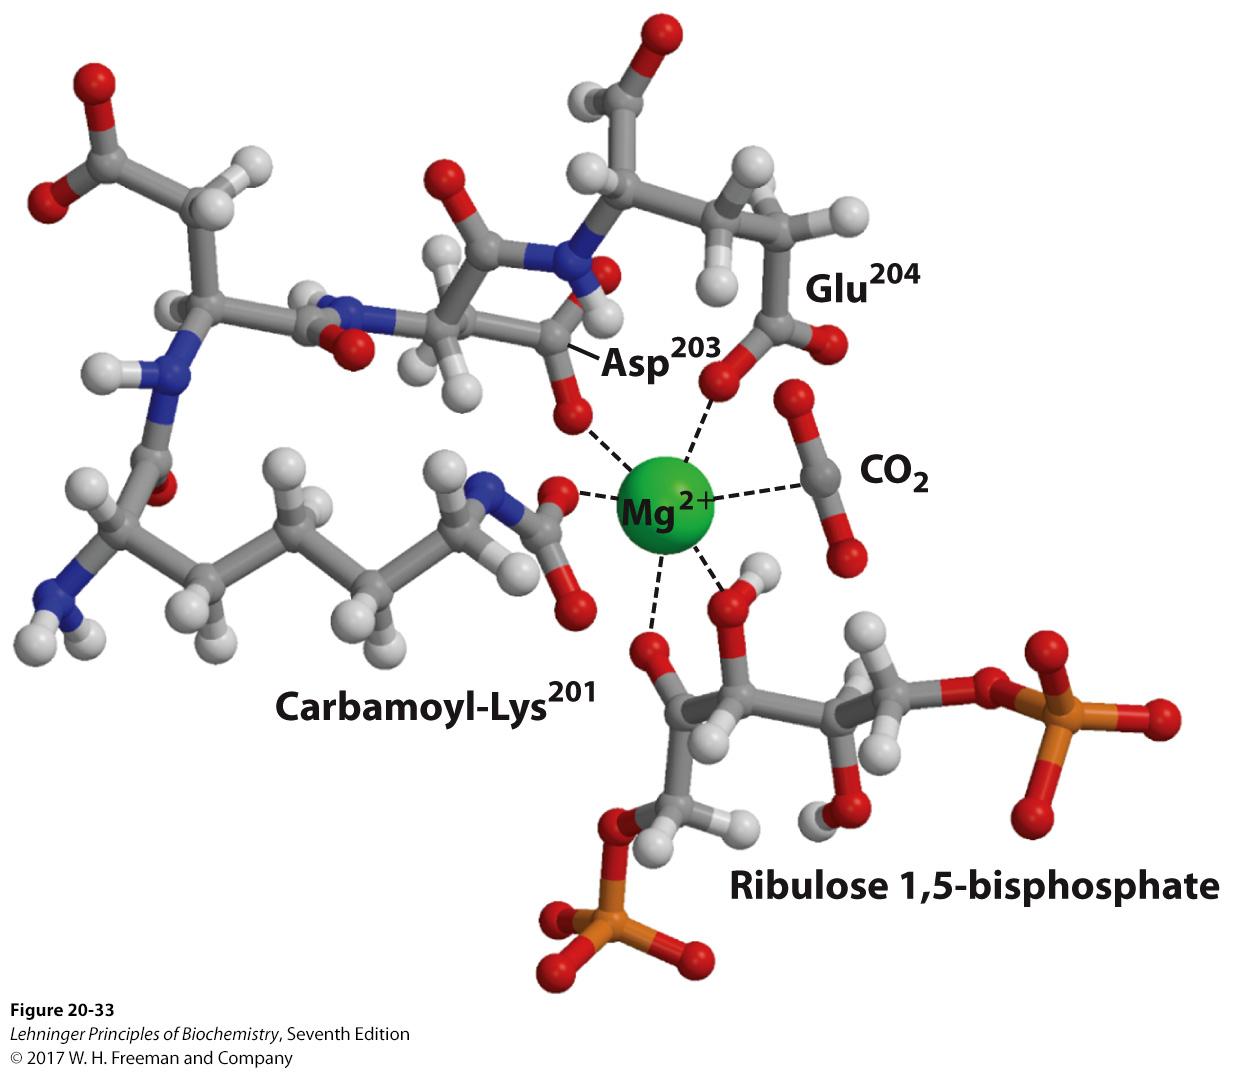 Glu²⁰⁴
Asp²⁰³
CO₂
Mg²⁺
Carbamoyl-Lys²⁰¹
Ribulose 1,5-bisphosphate
Figure 20-33
Lehninger Principles of Biochemistry, Seventh Edition
© 2017 W. H. Freeman and Company